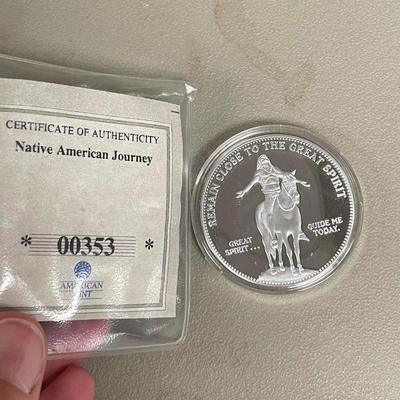 CERTIFICATE OF AUTHENTICITY
Native American Journey
* 00353 *
AMERICAN
MINT
REMAIN CLOSE TO THE GREAT SPIRIT
GREAT
SPIRIT...
GUIDE ME
TODAY.